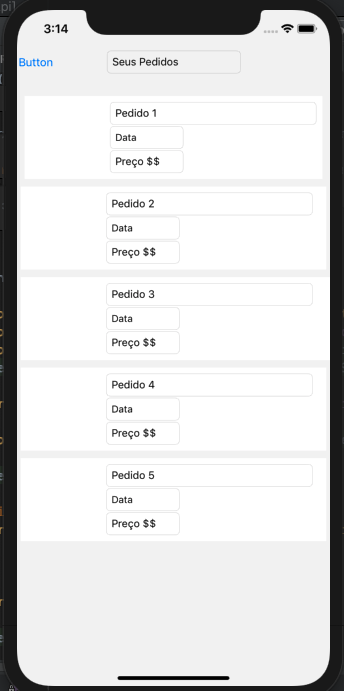 3:14
Button
Seus Pedidos
Pedido 1
Data
Preço $$
Pedido 2
Data
Preço $$
Pedido 3
Data
Preço $$
Pedido 4
Data
Preço $$
Pedido 5
Data
Preço $$